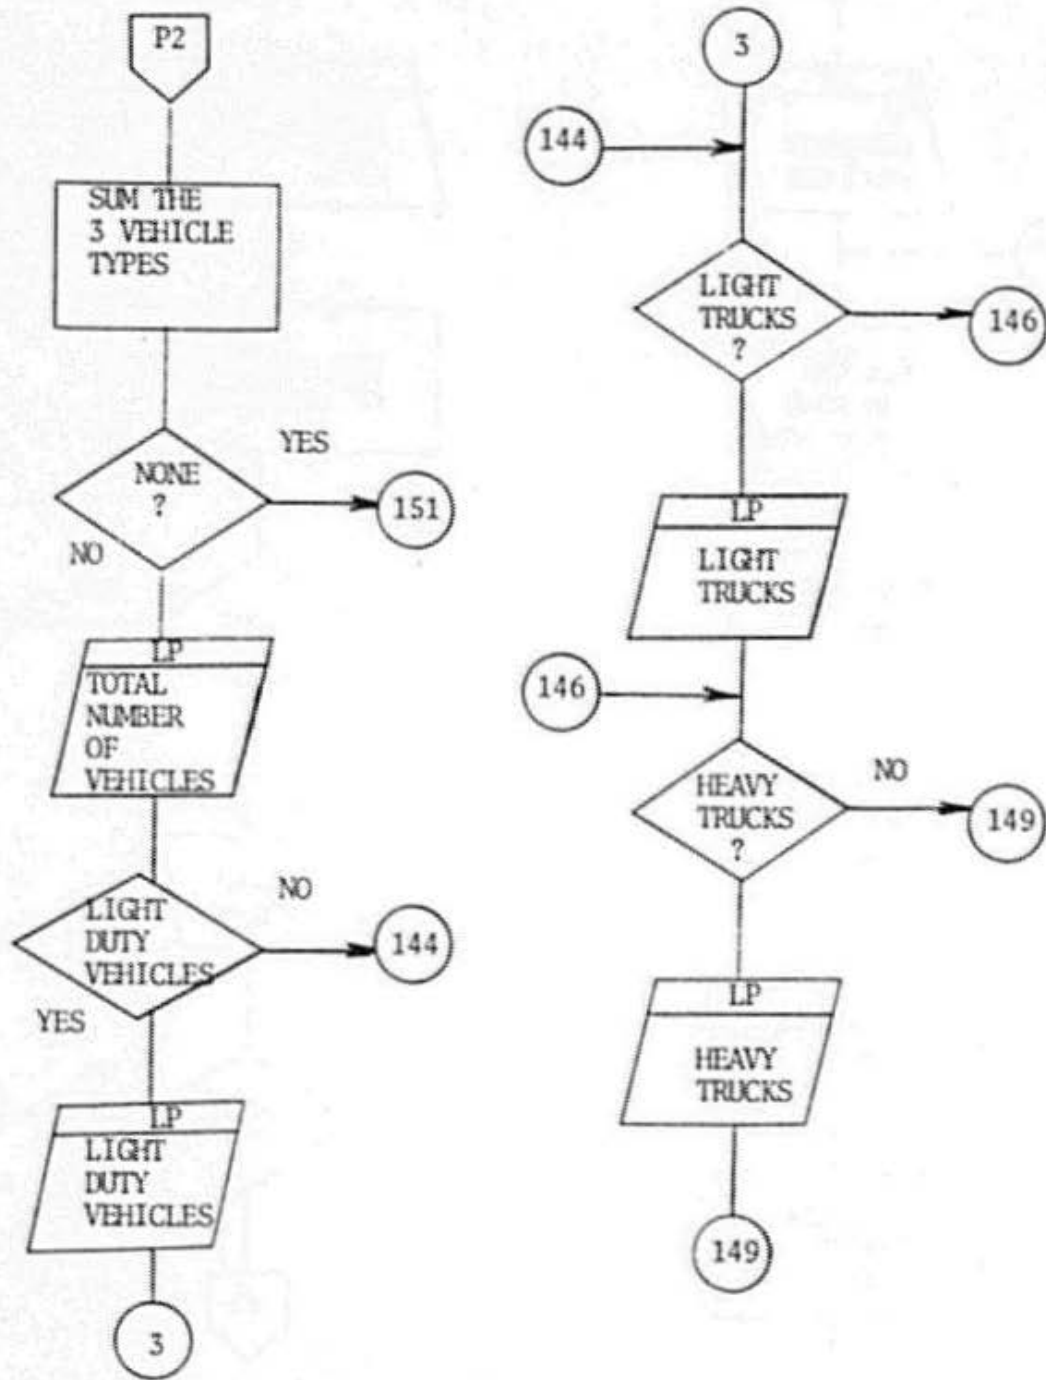 P2
SUM THE
3 VEHICLE
TYPES
NONE
?
YES
151
NO
LP
TOTAL
NUMBER
OF
VEHICLES
LIGHT
DUTY
VEHICLES
NO
144
YES
LP
LIGHT
DUTY
VEHICLES
3
3
144
LIGHT
TRUCKS
?
146
LP
LIGHT
TRUCKS
146
HEAVY
TRUCKS
?
NO
149
LP
HEAVY
TRUCKS
149